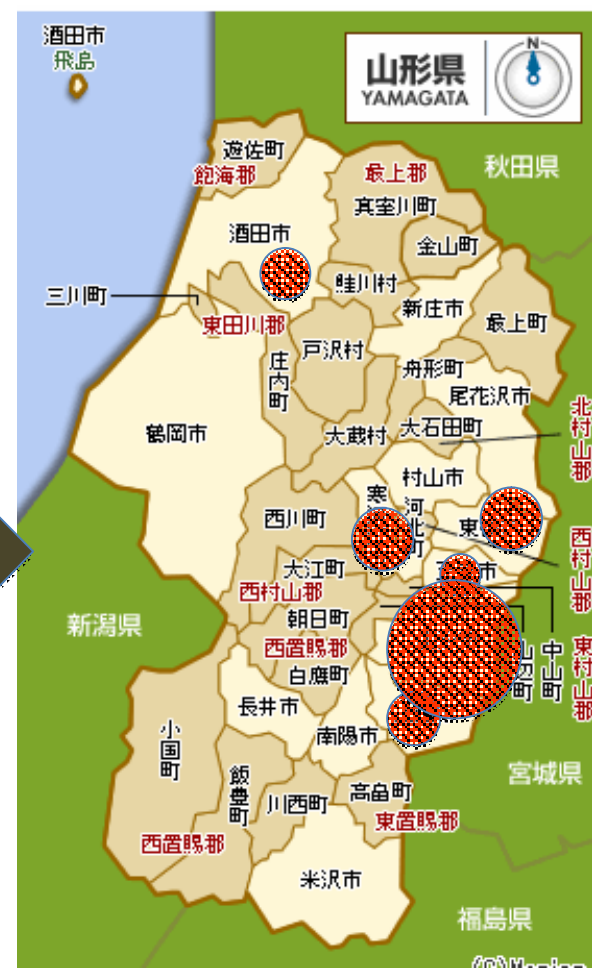 酒田市
飛島
山形県
YAMAGATA
N
秋田県
遊佐町
飽海郡
最上郡
真室川町
酒田市
金山町
鮭川村
三川町
新庄市
東田川郡
最上町
戸沢村
庄内町
舟形町
尾花沢市
鶴岡市
大蔵村
大石田町
北村山郡
村山市
寒
河北町
西川町
東
西村山郡
大江町
市
西村山郡
朝日町
新潟県
中山町
東村山郡
西置賜郡
白鷹町
長井市
小国町
南陽市
宮城県
飯豊町
高畠町
川西町
東置賜郡
西置賜郡
米沢市
福島県